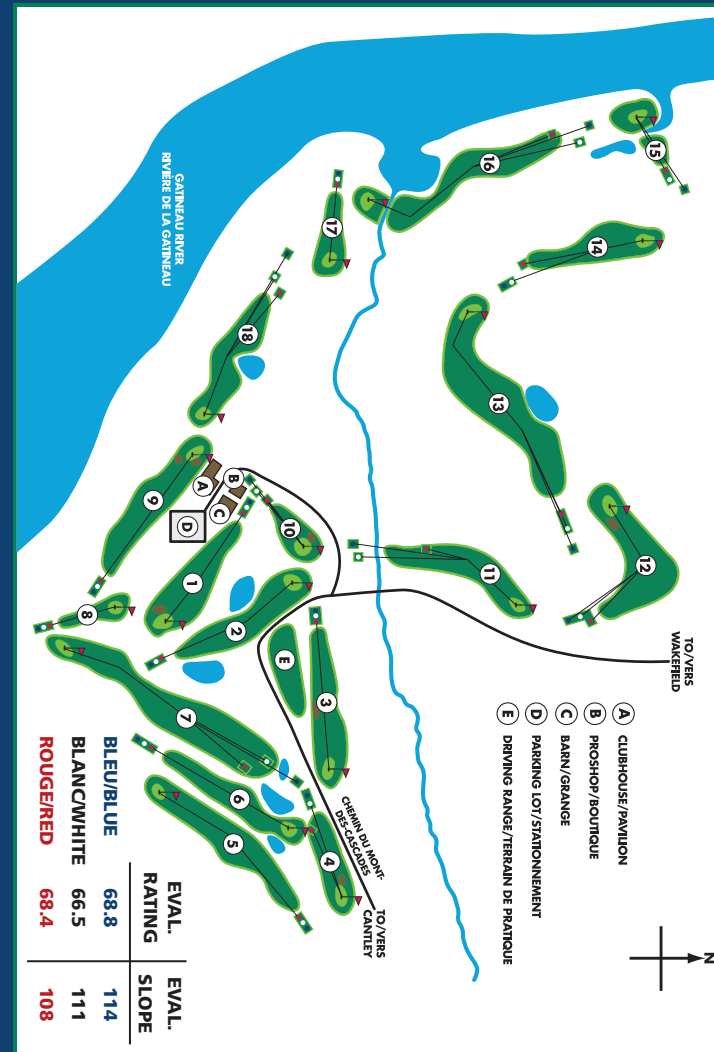 TO/VERS
WAKEFIELD
GATINEAU RIVER
RIVIÈRE DE LA GATINEAU
CHEMIN DU MONT-
DES-CASCADES
TO/VERS
CANTLEY
N
A CLUBHOUSE/PAVILION
B PROSHOP/BOUTIQUE
C BARN/GRANGE
D PARKING LOT/STATIONNEMENT
E DRIVING RANGE/TERRAIN DE PRATIQUE
15
16
14
17
18
13
12
11
10
9
A
B
C
D
1
2
8
E
3
7
6
5
4
EVAL. RATING EVAL. SLOPE
BLEU/BLUE 68.8 114
BLANC/WHITE 66.5 111
ROUGE/RED 68.4 108